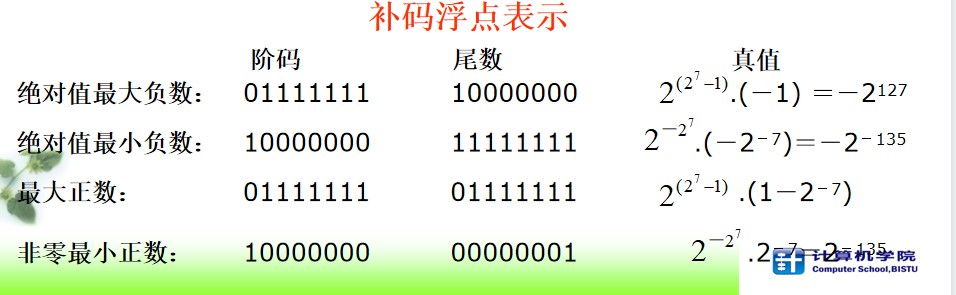 补码浮点表示
阶码 尾数 真值
绝对值最大负数： 01111111 10000000 2^(2^7−1).(−1) ＝−2^127
绝对值最小负数： 10000000 11111111 2^−2^7.(−2^−7)＝−2^−135
最大正数： 01111111 01111111 2^(2^7−1) .(1−2^−7)
非零最小正数： 10000000 00000001 2^−2^7.2^−7=2^−135
计算机学院
Computer School,BISTU